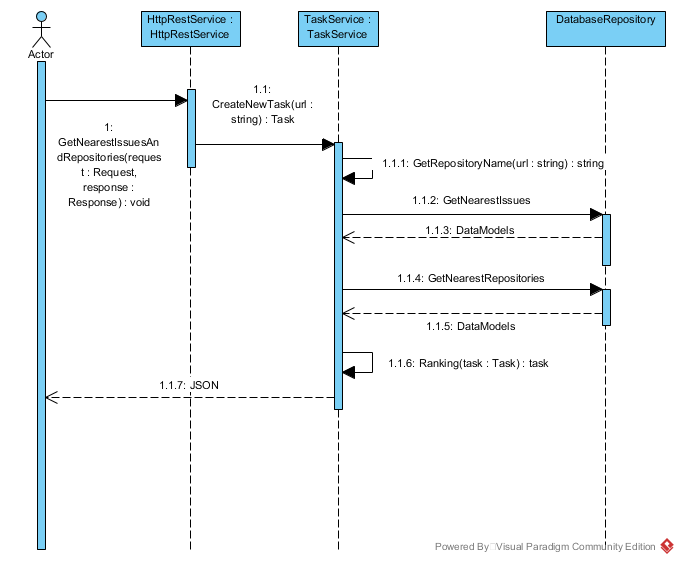 HttpRestService :
HttpRestService
TaskService :
TaskService
DatabaseRepository
Actor
1:
GetNearestIssuesAn
dRepositories(reques
t : Request,
response :
Response) : void
1.1:
CreateNewTask(url :
string) : Task
1.1.1: GetRepositoryName(url : string) : string
1.1.2: GetNearestIssues
1.1.3: DataModels
1.1.4: GetNearestRepositories
1.1.5: DataModels
1.1.6: Ranking(task : Task) : task
1.1.7: JSON
Powered By Visual Paradigm Community Edition